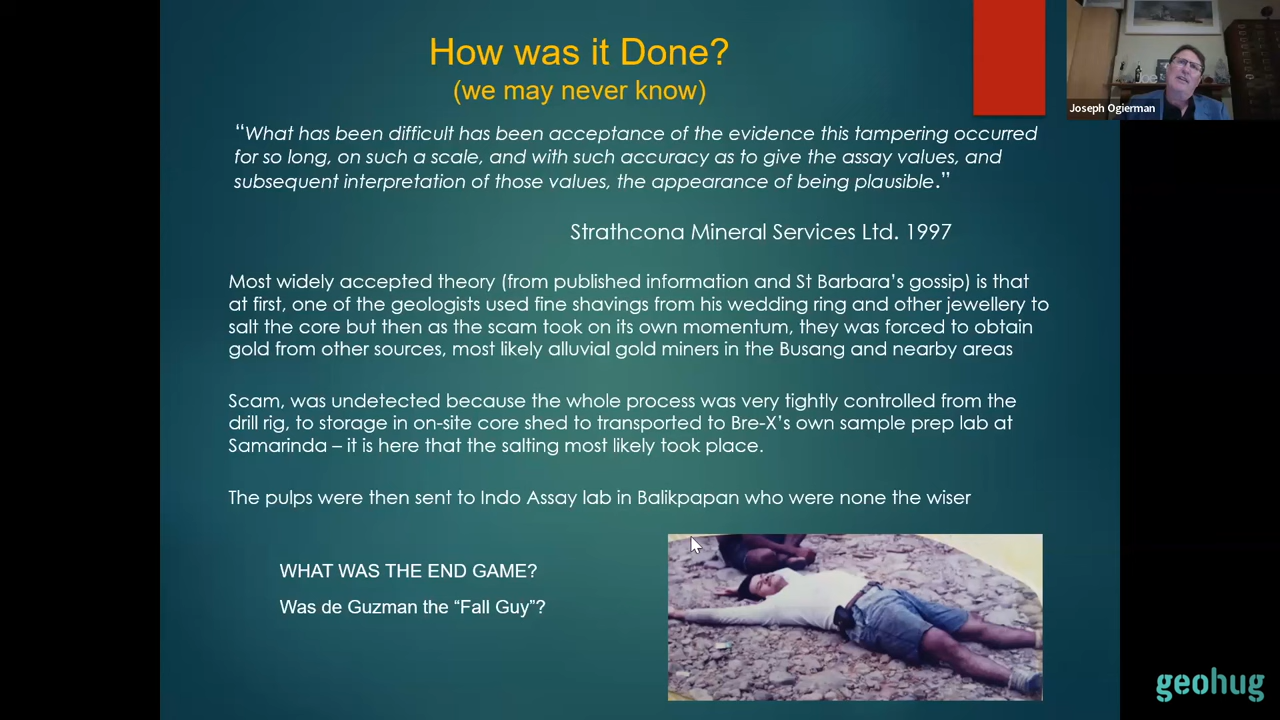 How was it Done?
(we may never know)
“What has been difficult has been acceptance of the evidence this tampering occurred
for so long, on such a scale, and with such accuracy as to give the assay values, and
subsequent interpretation of those values, the appearance of being plausible.”
Strathcona Mineral Services Ltd. 1997
Most widely accepted theory (from published information and St Barbara’s gossip) is that
at first, one of the geologists used fine shavings from his wedding ring and other jewellery to
salt the core but then as the scam took on its own momentum, they was forced to obtain
gold from other sources, most likely alluvial gold miners in the Busang and nearby areas
Scam, was undetected because the whole process was very tightly controlled from the
drill rig, to storage in on-site core shed to transported to Bre-X’s own sample prep lab at
Samarinda – it is here that the salting most likely took place.
The pulps were then sent to Indo Assay lab in Balikpapan who were none the wiser
WHAT WAS THE END GAME?
Was de Guzman the “Fall Guy”?
Joseph Ogierman
geohug